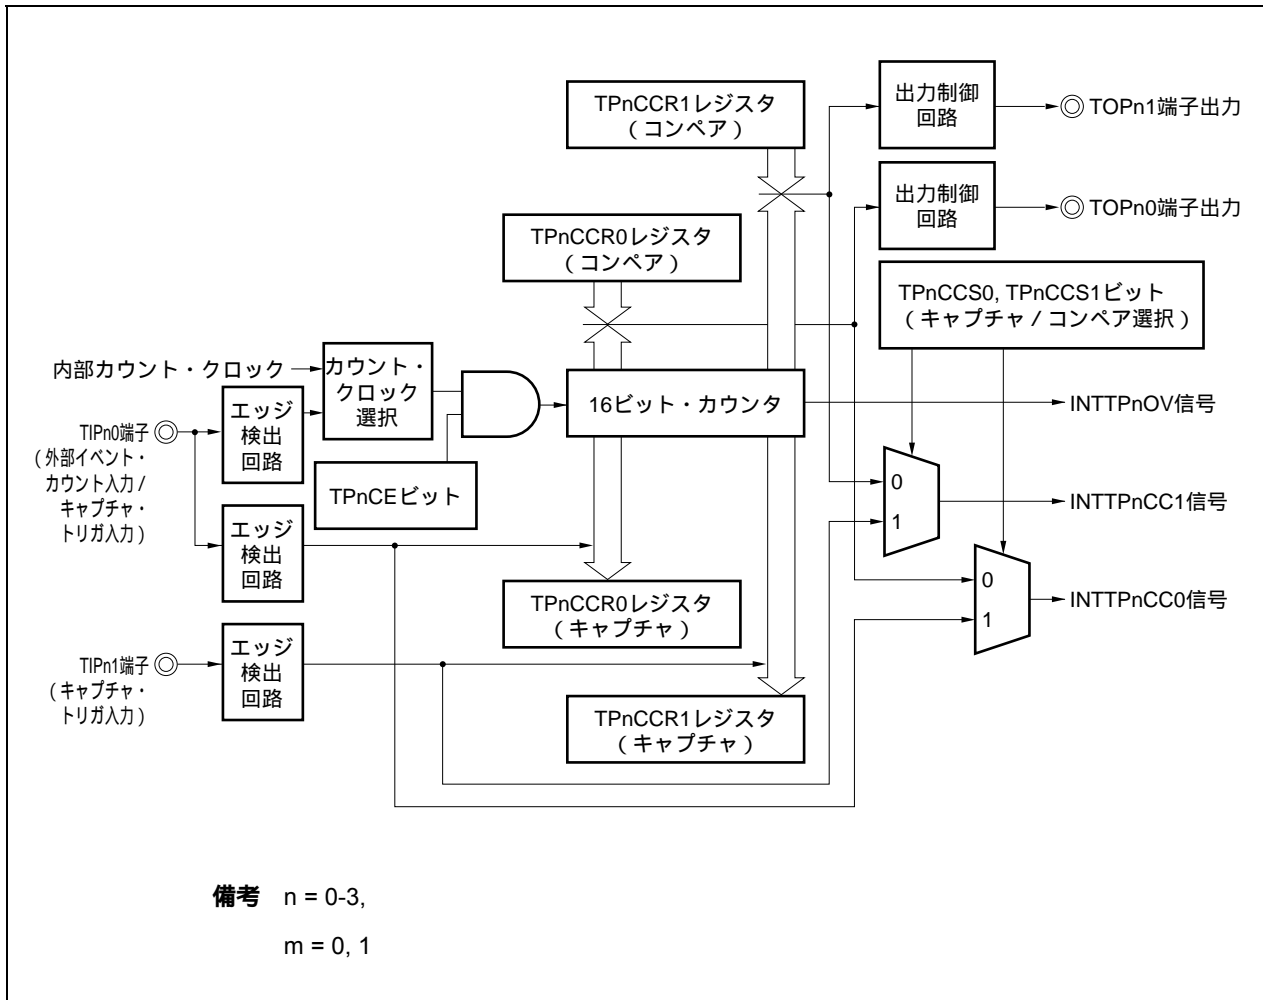 TPnCCR1レジスタ
（コンペア）
出力制御
回路
TOPn1端子出力
出力制御
回路
TOPn0端子出力
TPnCCR0レジスタ
（コンペア）
TPnCCS0, TPnCCS1ビット
（キャプチャ / コンペア選択）
内部カウント・クロック
カウント・
クロック
選択
16ビット・カウンタ
INTTPnOV信号
TIPn0端子
（外部イベント・
カウント入力 /
キャプチャ・
トリガ入力）
エッジ
検出
回路
TPnCEビット
0
1
INTTPnCC1信号
エッジ
検出
回路
TPnCCR0レジスタ
（キャプチャ）
0
1
INTTPnCC0信号
TIPn1端子
（キャプチャ・
トリガ入力）
エッジ
検出
回路
TPnCCR1レジスタ
（キャプチャ）
備考 n = 0-3,
m = 0, 1